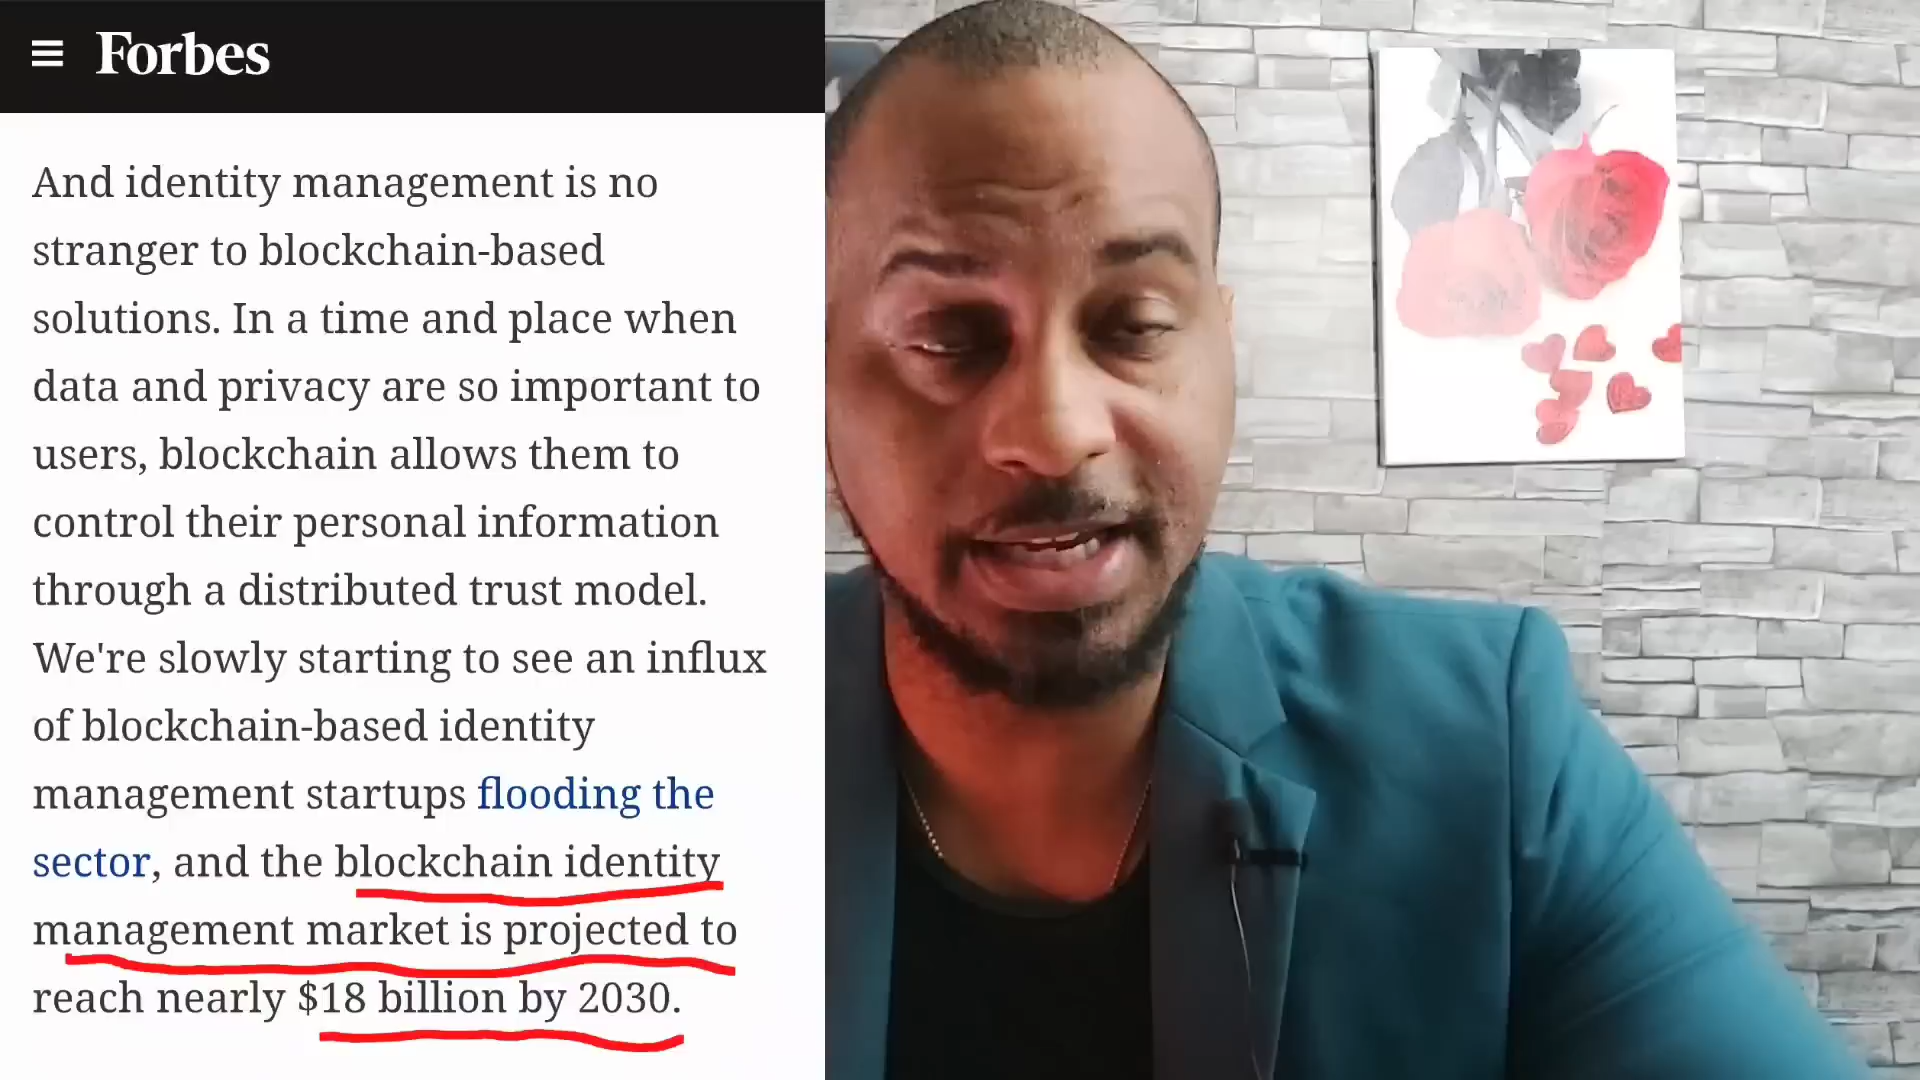 Forbes
And identity management is no
stranger to blockchain-based
solutions. In a time and place when
data and privacy are so important to
users, blockchain allows them to
control their personal information
through a distributed trust model.
We're slowly starting to see an influx
of blockchain-based identity
management startups flooding the
sector, and the blockchain identity
management market is projected to
reach nearly $18 billion by 2030.